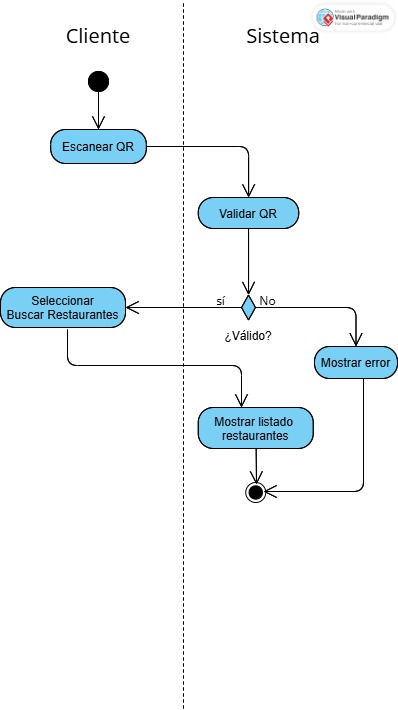 Made with
Visual Paradigm
For non-commercial use
Cliente
Sistema
Escanear QR
Validar QR
sí
No
Seleccionar
Buscar Restaurantes
¿Válido?
Mostrar error
Mostrar listado
restaurantes